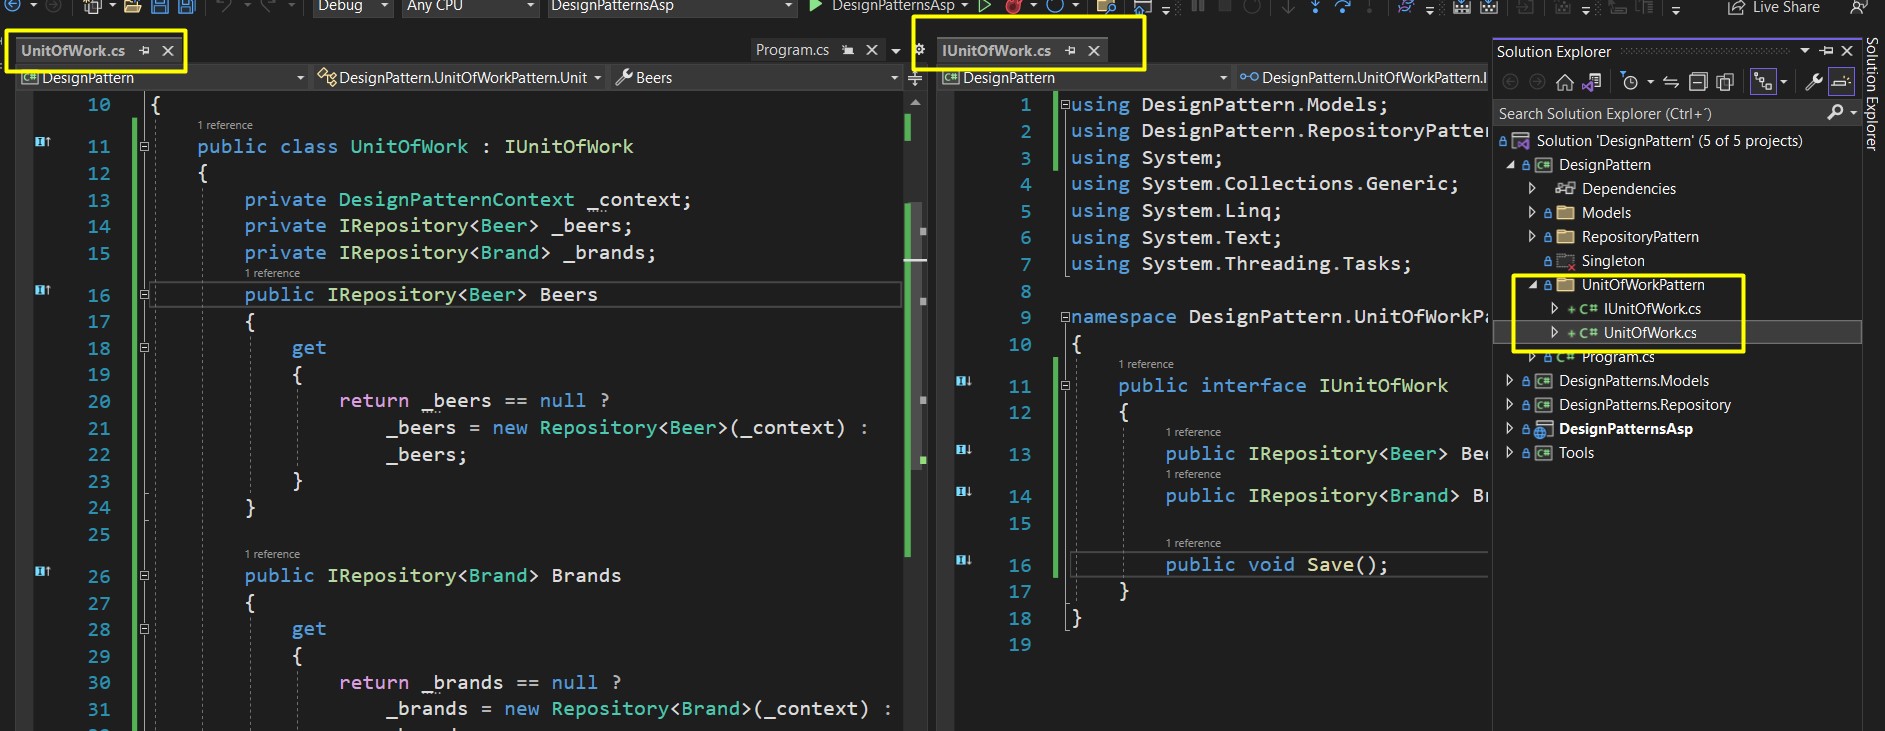 Debug
Any CPU
DesignPatternsAsp
DesignPatternsAsp
Live Share
UnitOfWork.cs
Program.cs
DesignPattern
DesignPattern.UnitOfWorkPattern.Unit
Beers
10 {
1 reference
11 public class UnitOfWork : IUnitOfWork
12 {
13 private DesignPatternContext _context;
14 private IRepository<Beer> _beers;
15 private IRepository<Brand> _brands;
1 reference
16 public IRepository<Beer> Beers
17 {
18 get
19 {
20 return _beers == null ?
21 _beers = new Repository<Beer>(_context) :
22 _beers;
23 }
24 }
25
1 reference
26 public IRepository<Brand> Brands
27 {
28 get
29 {
30 return _brands == null ?
31 _brands = new Repository<Brand>(_context) :
IUnitOfWork.cs
DesignPattern
DesignPattern.UnitOfWorkPattern.I
1 using DesignPattern.Models;
2 using DesignPattern.RepositoryPatter
3 using System;
4 using System.Collections.Generic;
5 using System.Linq;
6 using System.Text;
7 using System.Threading.Tasks;
8
9 namespace DesignPattern.UnitOfWorkPa
10 {
1 reference
11 public interface IUnitOfWork
12 {
1 reference
13 public IRepository<Beer> Bee
1 reference
14 public IRepository<Brand> Br
15
1 reference
16 public void Save();
17 }
18 }
19
Solution Explorer
Search Solution Explorer (Ctrl+´)
Solution 'DesignPattern' (5 of 5 projects)
DesignPattern
Dependencies
Models
RepositoryPattern
Singleton
UnitOfWorkPattern
C# IUnitOfWork.cs
C# UnitOfWork.cs
C# Program.cs
DesignPatterns.Models
DesignPatterns.Repository
DesignPatternsAsp
Tools
Solution Explorer